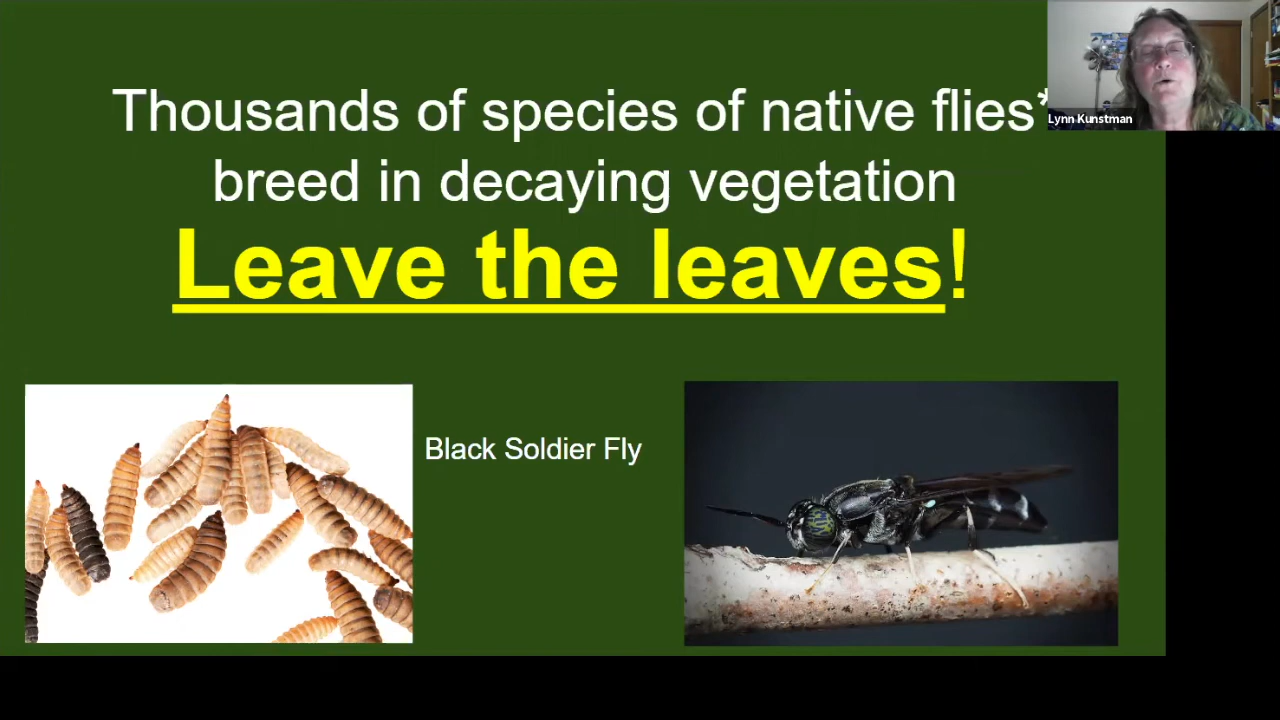 Thousands of species of native flies*
breed in decaying vegetation
Leave the leaves!
Lynn Kunstman
Black Soldier Fly